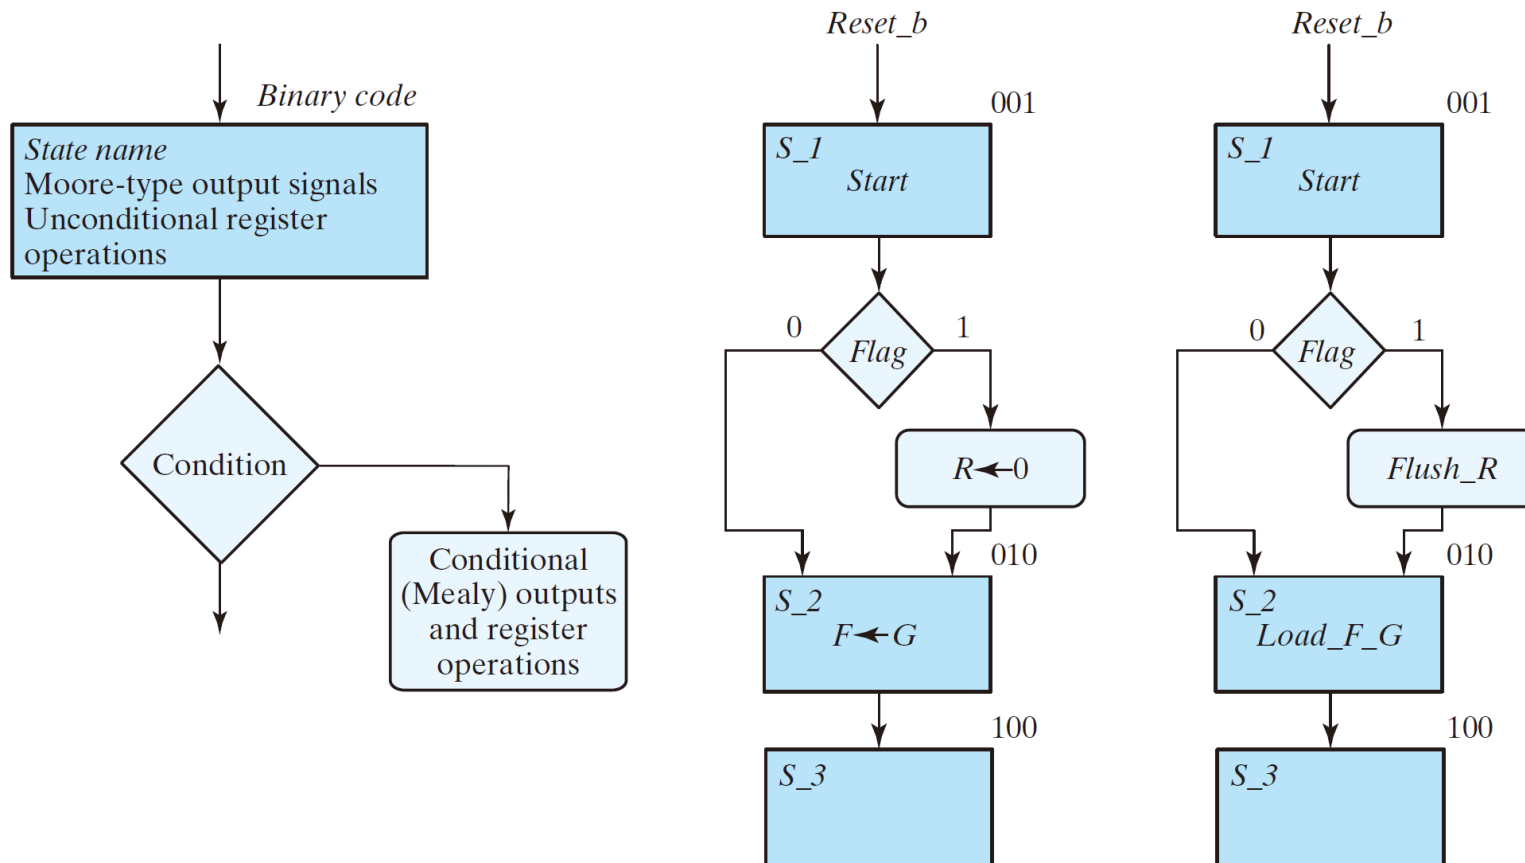 Binary code
State name
Moore-type output signals
Unconditional register
operations
Condition
Conditional
(Mealy) outputs
and register
operations
Reset_b
001
S_1
Start
0
1
Flag
R←0
010
S_2
F←G
100
S_3
Reset_b
001
S_1
Start
0
1
Flag
Flush_R
010
S_2
Load_F_G
100
S_3